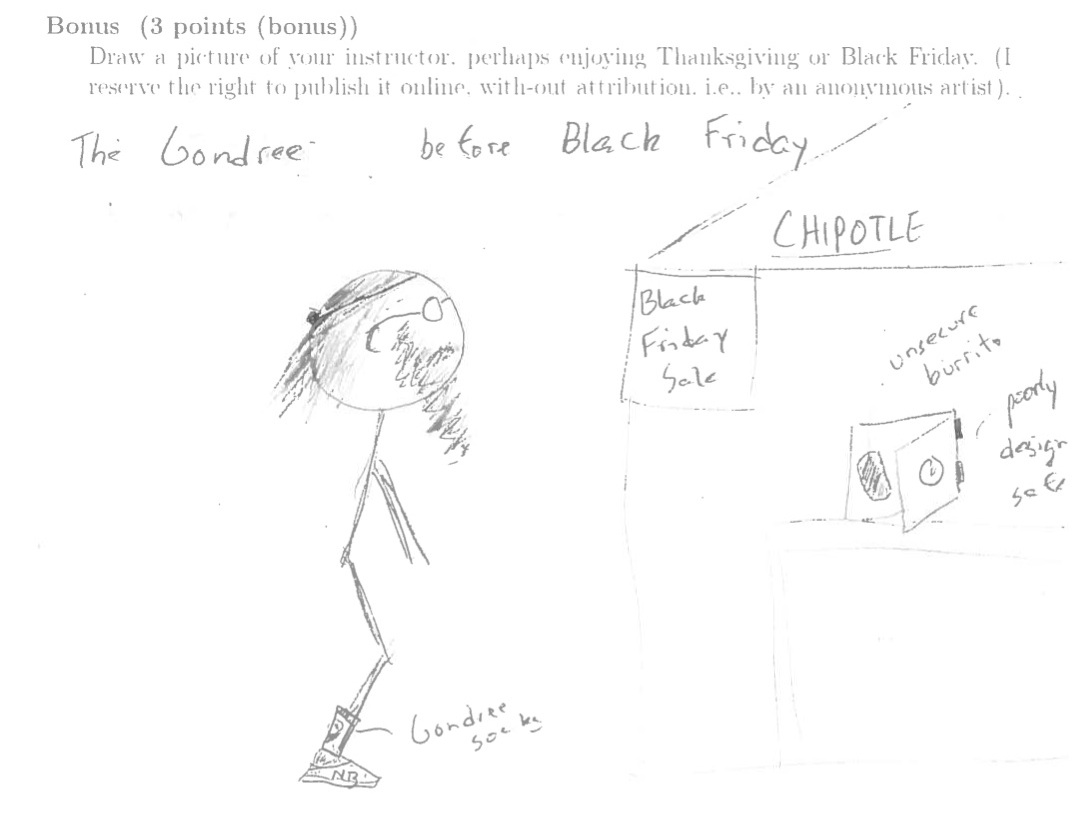 Bonus (3 points (bonus))
Draw a picture of your instructor, perhaps enjoying Thanksgiving or Black Friday. (I
reserve the right to publish it online, with-out attribution, i.e., by an anonymous artist).
The Gondree before Black Friday
CHIPOTLE
Black
Friday
Sale
unsecure
burrito
poorly
design
safe
Gondree
socks
NB